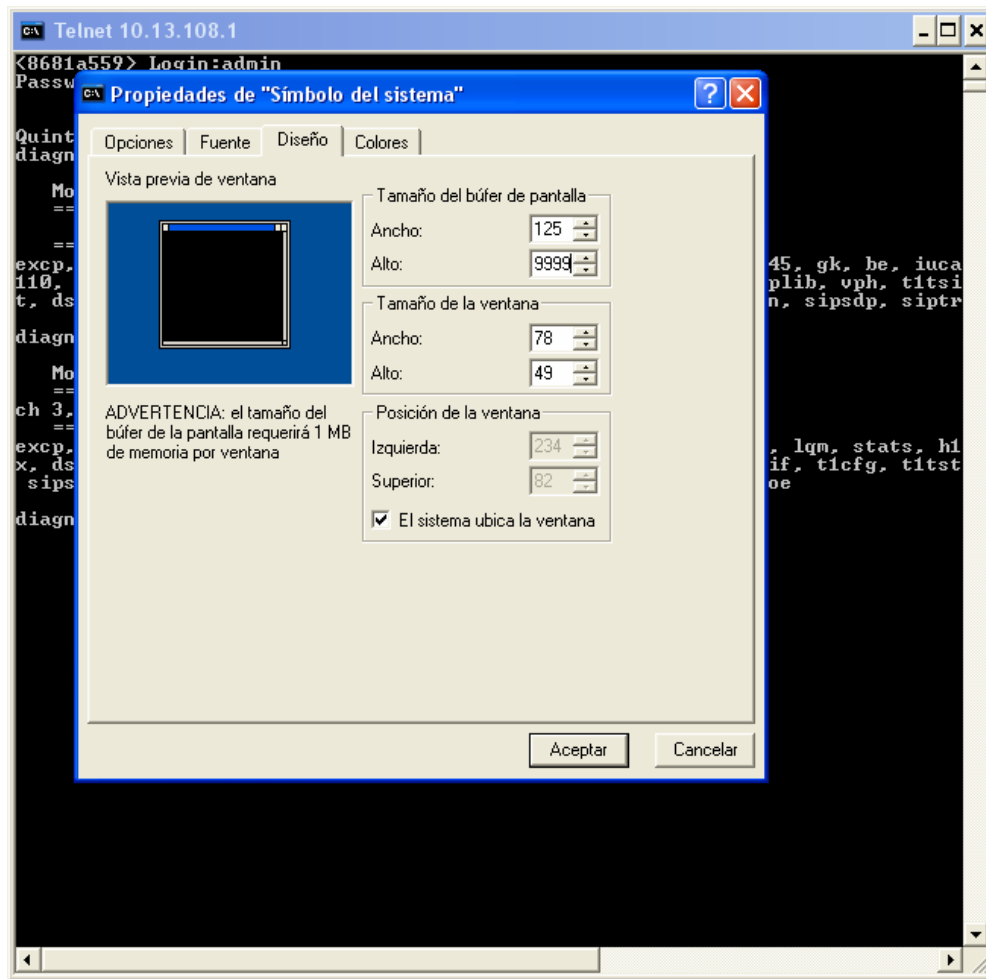 Telnet 10.13.108.1
<8681a559> Login:admin
Passw
Propiedades de "Símbolo del sistema"
Opciones Fuente Diseño Colores
Quint
diagn
Mo
==
==
excp, 45, gk, be, iuca
110, plib, vph, t1tsi
t, ds n, sipsdp, siptr
diagn
Mo
==
ch 3,
==
excp, , lqm, stats, h1
x, ds if, t1cfg, t1tst
sips oe
diagn
Vista previa de ventana
ADVERTENCIA: el tamaño del
búfer de la pantalla requerirá 1 MB
de memoria por ventana
Tamaño del búfer de pantalla
Ancho: 125
Alto: 9999
Tamaño de la ventana
Ancho: 78
Alto: 49
Posición de la ventana
Izquierda: 234
Superior: 82
El sistema ubica la ventana
Aceptar Cancelar